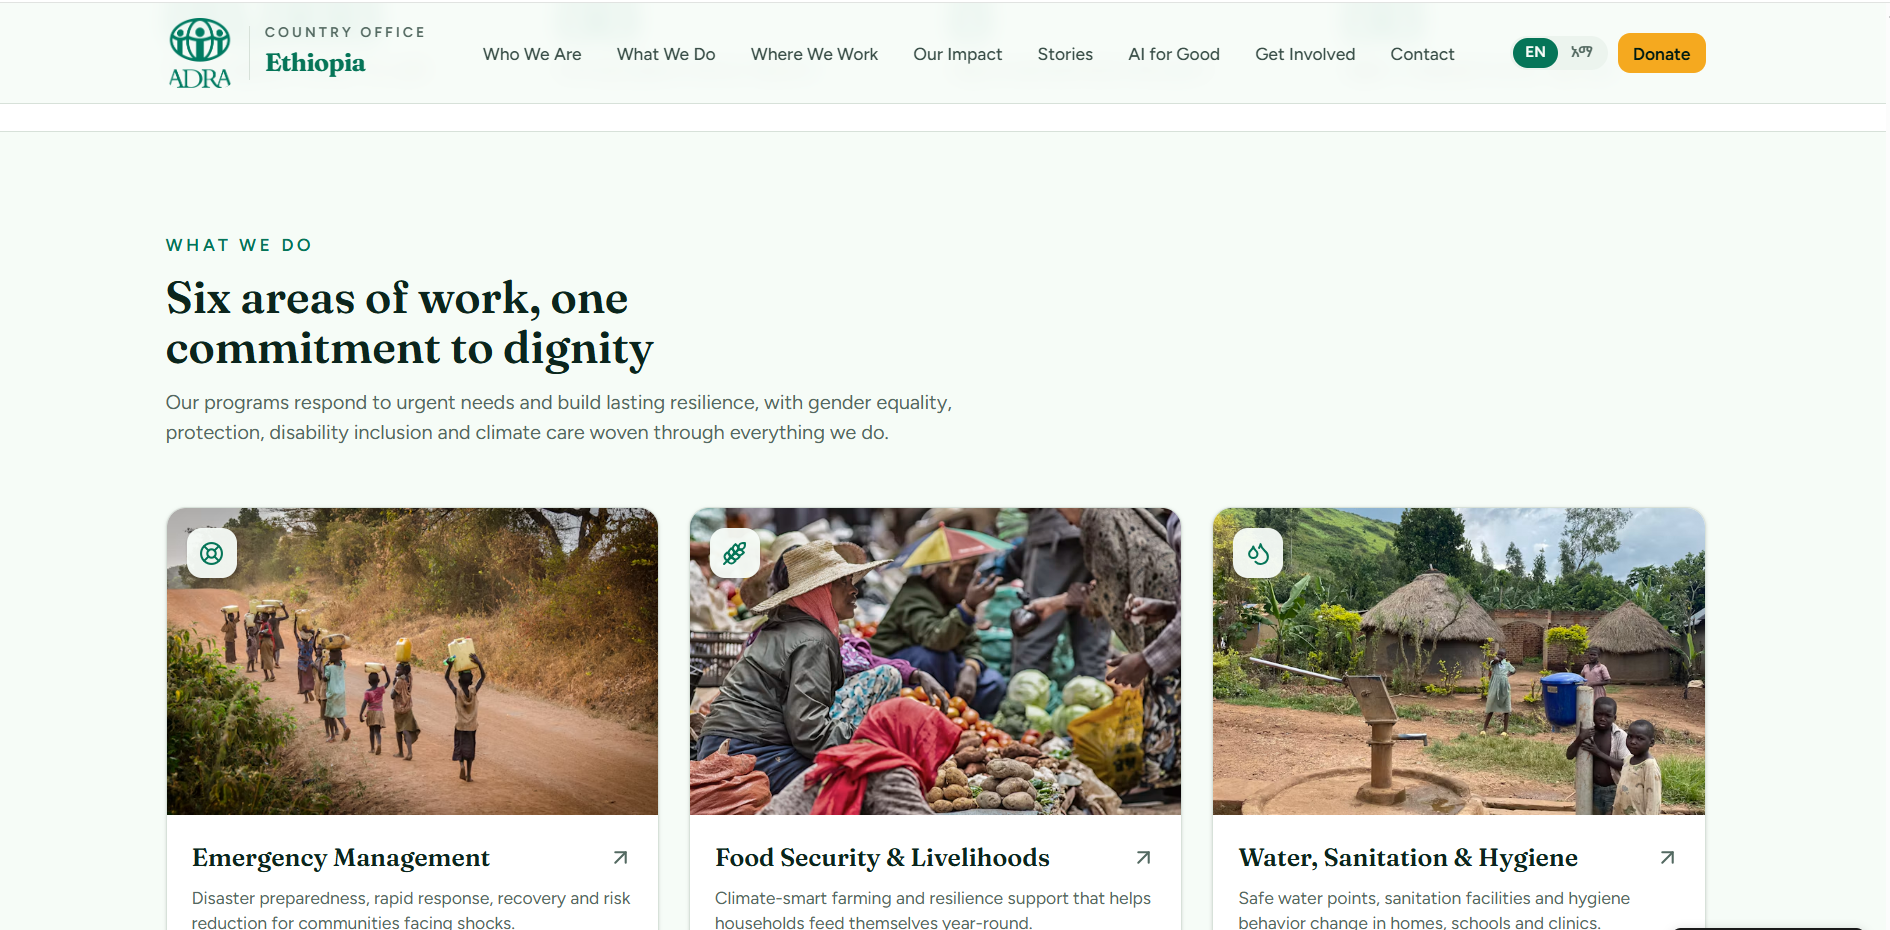 COUNTRY OFFICE
Ethiopia
ADRA
Who We Are
What We Do
Where We Work
Our Impact
Stories
AI for Good
Get Involved
Contact
EN
አማ
Donate
WHAT WE DO
Six areas of work, one
commitment to dignity
Our programs respond to urgent needs and build lasting resilience, with gender equality,
protection, disability inclusion and climate care woven through everything we do.
Emergency Management
Disaster preparedness, rapid response, recovery and risk
reduction for communities facing shocks.
Food Security & Livelihoods
Climate-smart farming and resilience support that helps
households feed themselves year-round.
Water, Sanitation & Hygiene
Safe water points, sanitation facilities and hygiene
behavior change in homes, schools and clinics.